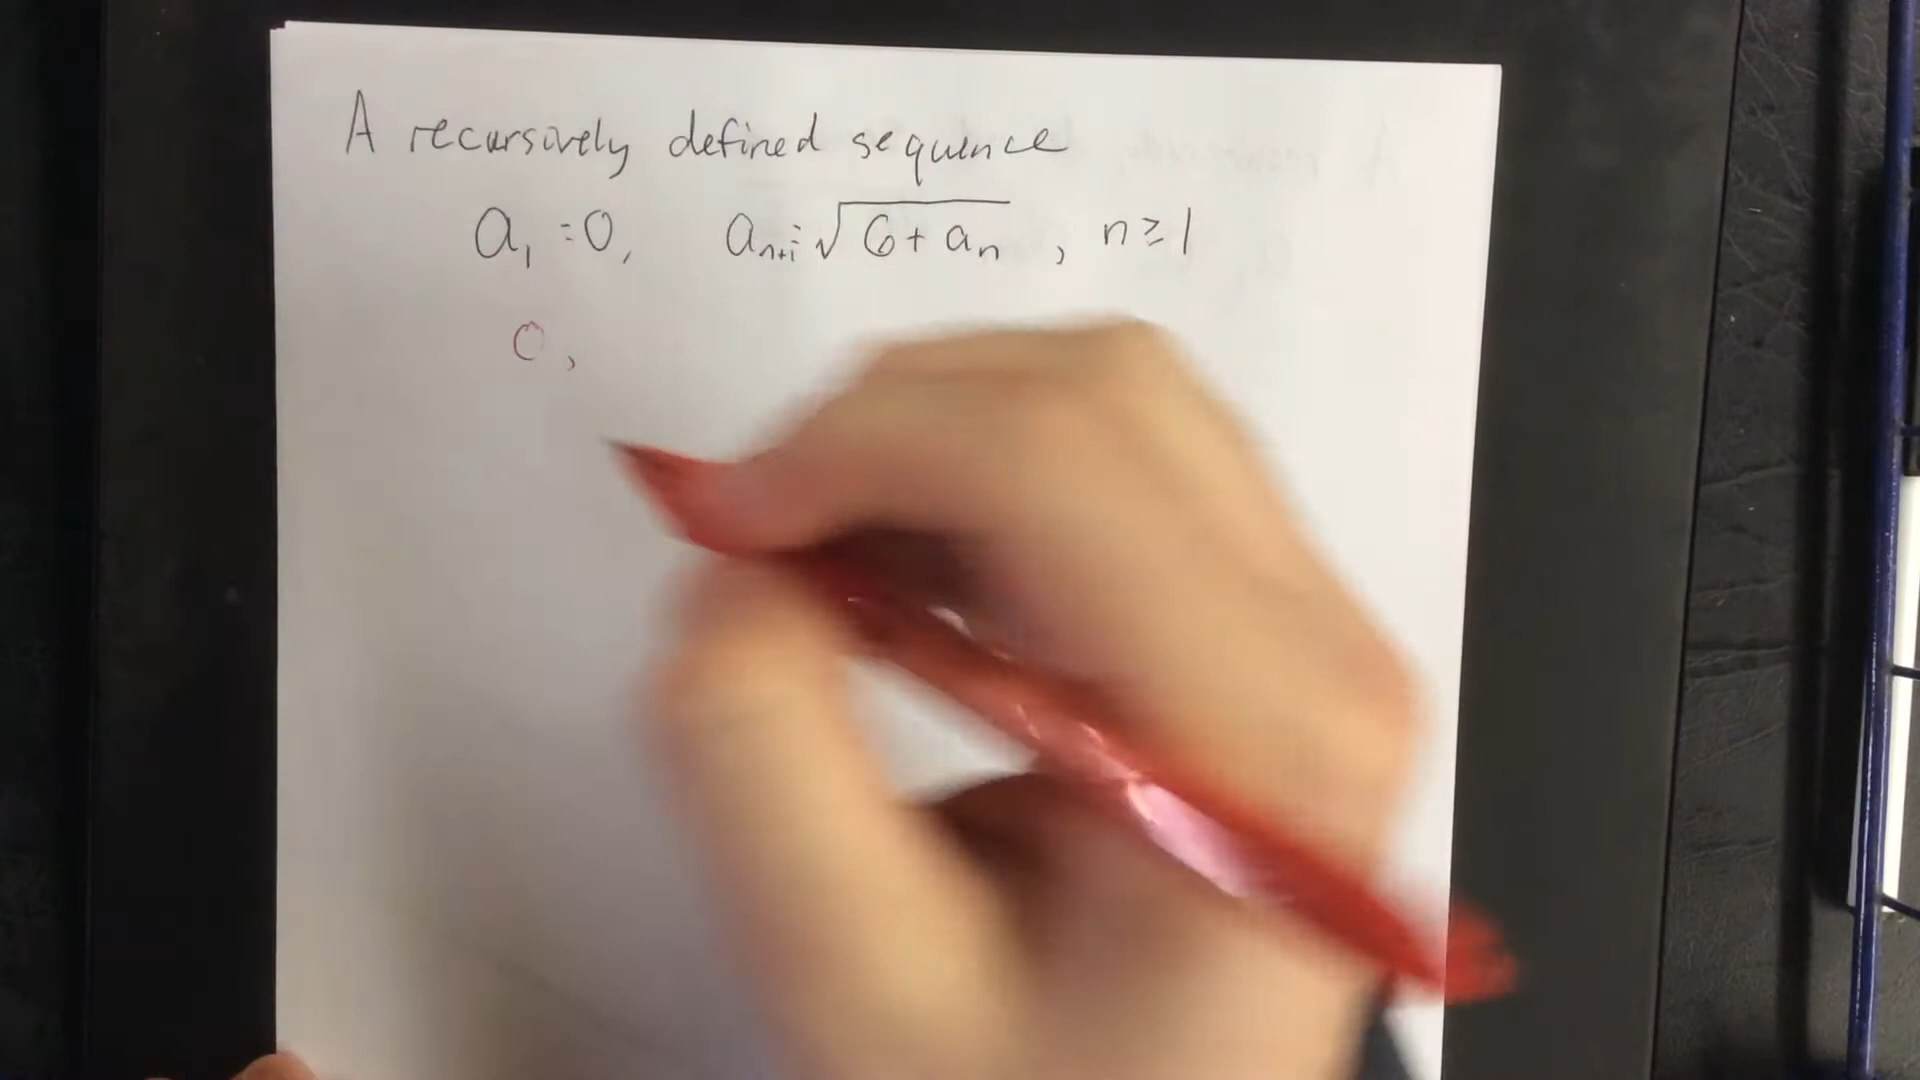 A recursively defined sequence
a₁ = 0, aₙ₊₁ = √(6 + aₙ) , n ≥ 1
0 ,